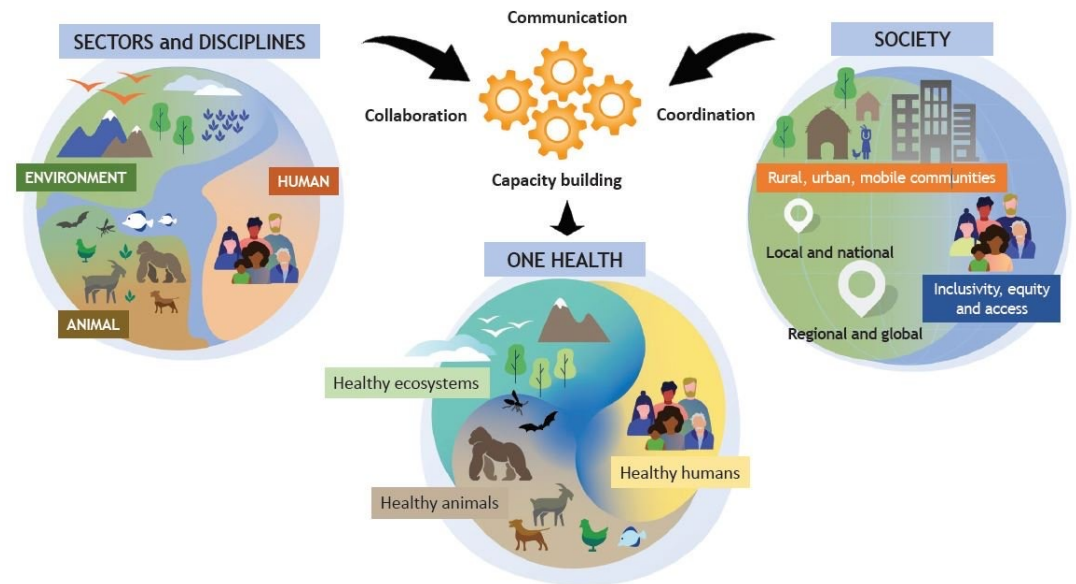 SECTORS and DISCIPLINES
ENVIRONMENT
HUMAN
ANIMAL
Communication
Collaboration
Coordination
Capacity building
SOCIETY
Rural, urban, mobile communities
Local and national
Inclusivity, equity
and access
Regional and global
ONE HEALTH
Healthy ecosystems
Healthy humans
Healthy animals